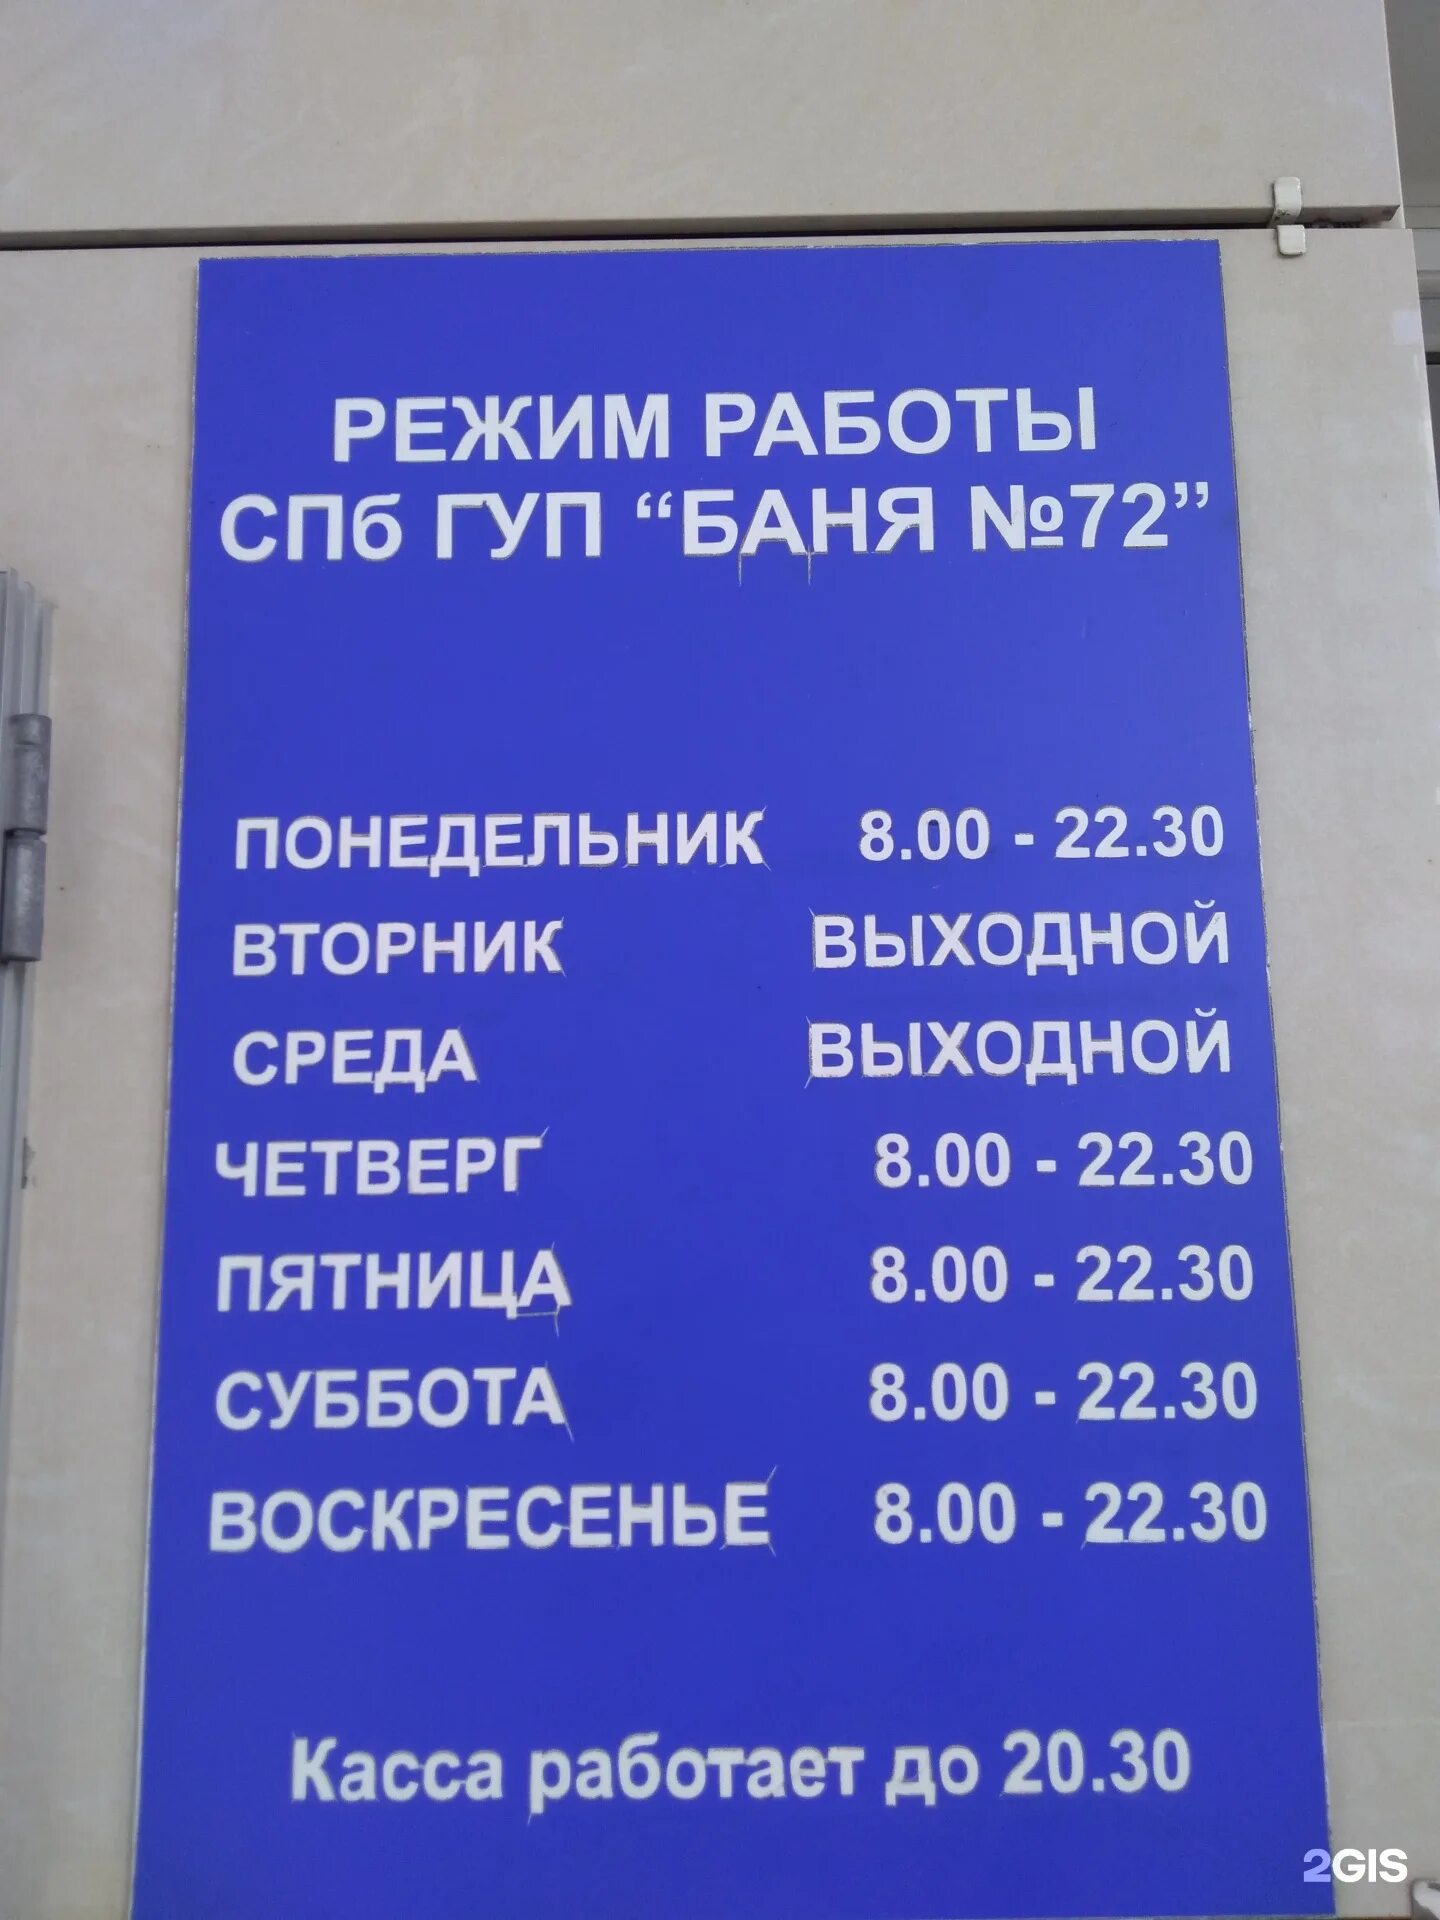 РЕЖИМ РАБОТЫ
СПб ГУП “БАНЯ №72”
ПОНЕДЕЛЬНИК 8.00 - 22.30
ВТОРНИК ВЫХОДНОЙ
СРЕДА ВЫХОДНОЙ
ЧЕТВЕРГ 8.00 - 22.30
ПЯТНИЦА 8.00 - 22.30
СУББОТА 8.00 - 22.30
ВОСКРЕСЕНЬЕ 8.00 - 22.30
Касса работает до 20.30
2GIS